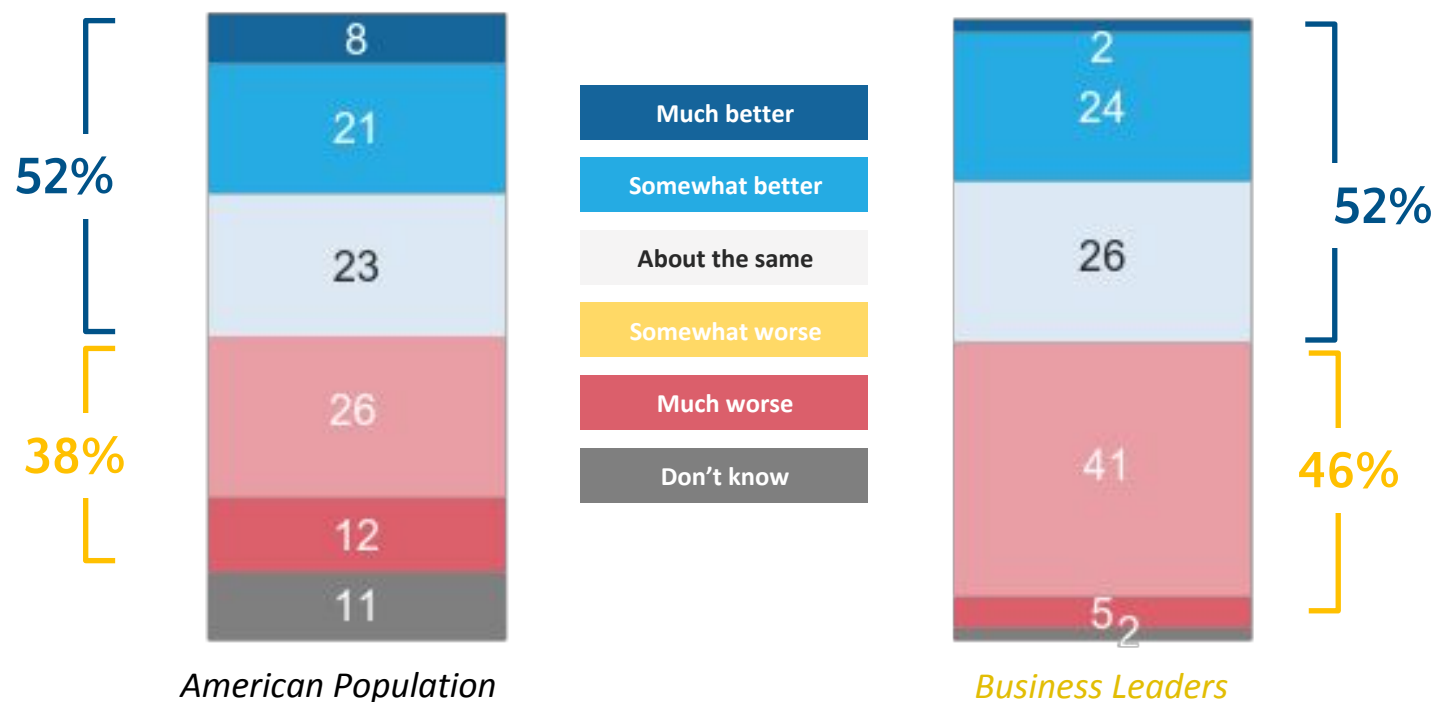 52%
38%
8
21
23
26
12
11
American Population
Much better
Somewhat better
About the same
Somewhat worse
Much worse
Don’t know
2
24
26
41
5
2
Business Leaders
52%
46%